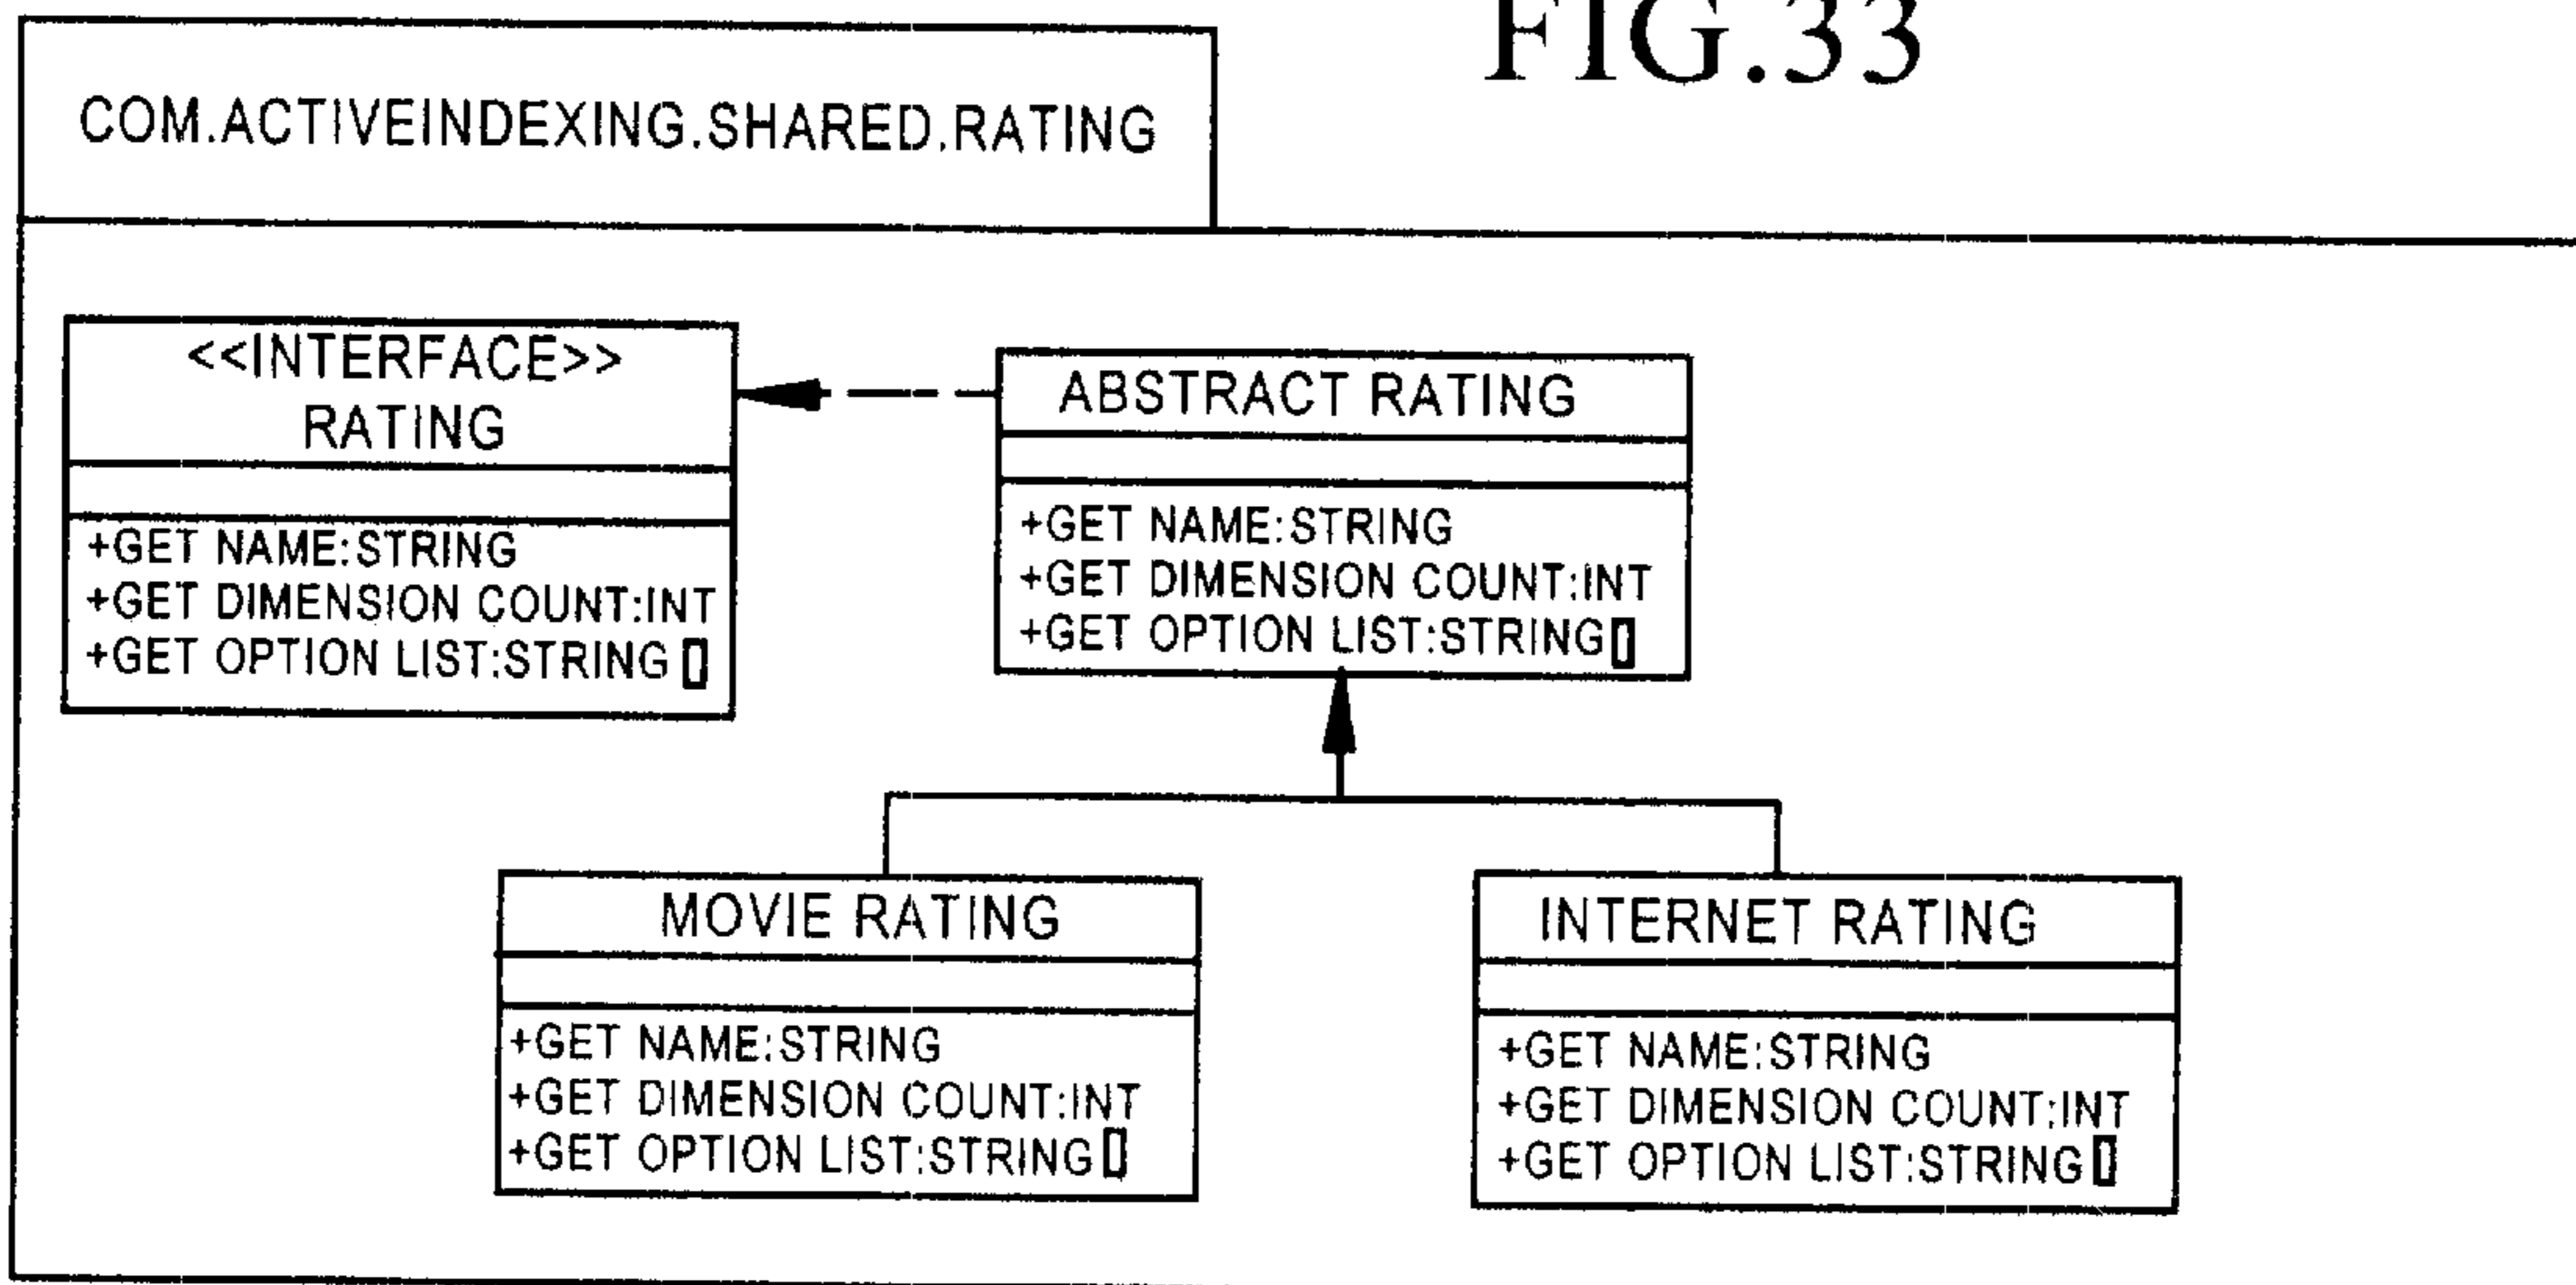 FIG.33
COM.ACTIVEINDEXING.SHARED.RATING
<<INTERFACE>>
RATING
+GET NAME:STRING
+GET DIMENSION COUNT:INT
+GET OPTION LIST:STRING []
ABSTRACT RATING
+GET NAME:STRING
+GET DIMENSION COUNT:INT
+GET OPTION LIST:STRING[]
MOVIE RATING
+GET NAME:STRING
+GET DIMENSION COUNT:INT
+GET OPTION LIST:STRING[]
INTERNET RATING
+GET NAME:STRING
+GET DIMENSION COUNT:INT
+GET OPTION LIST:STRING[]